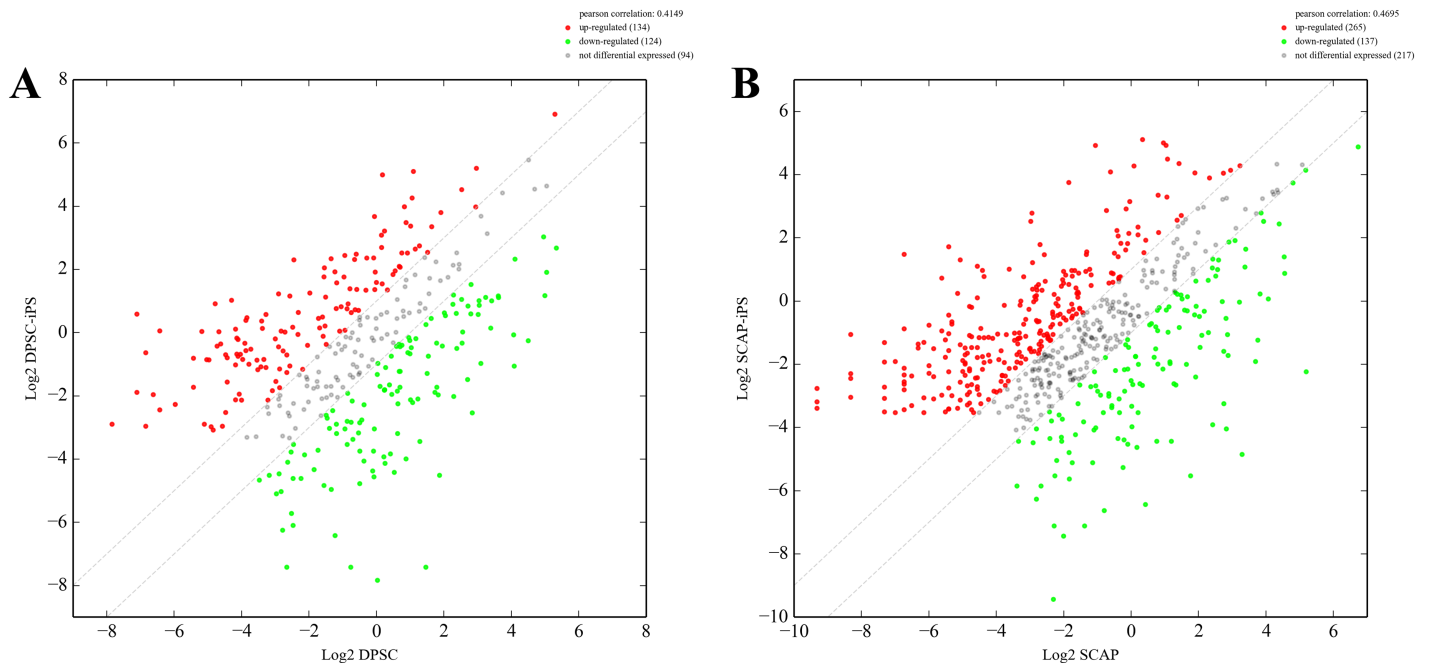 pearson correlation: 0.4149
up-regulated (134)
down-regulated (124)
not differential expressed (94)
A
8
6
4
2
0
−2
−4
−6
−8
Log2 DPSC-iPS
−8 −6 −4 −2 0 2 4 6 8
Log2 DPSC
pearson correlation: 0.4695
up-regulated (265)
down-regulated (137)
not differential expressed (217)
B
6
4
2
0
−2
−4
−6
−8
−10
Log2 SCAP-iPS
−10 −8 −6 −4 −2 0 2 4 6
Log2 SCAP